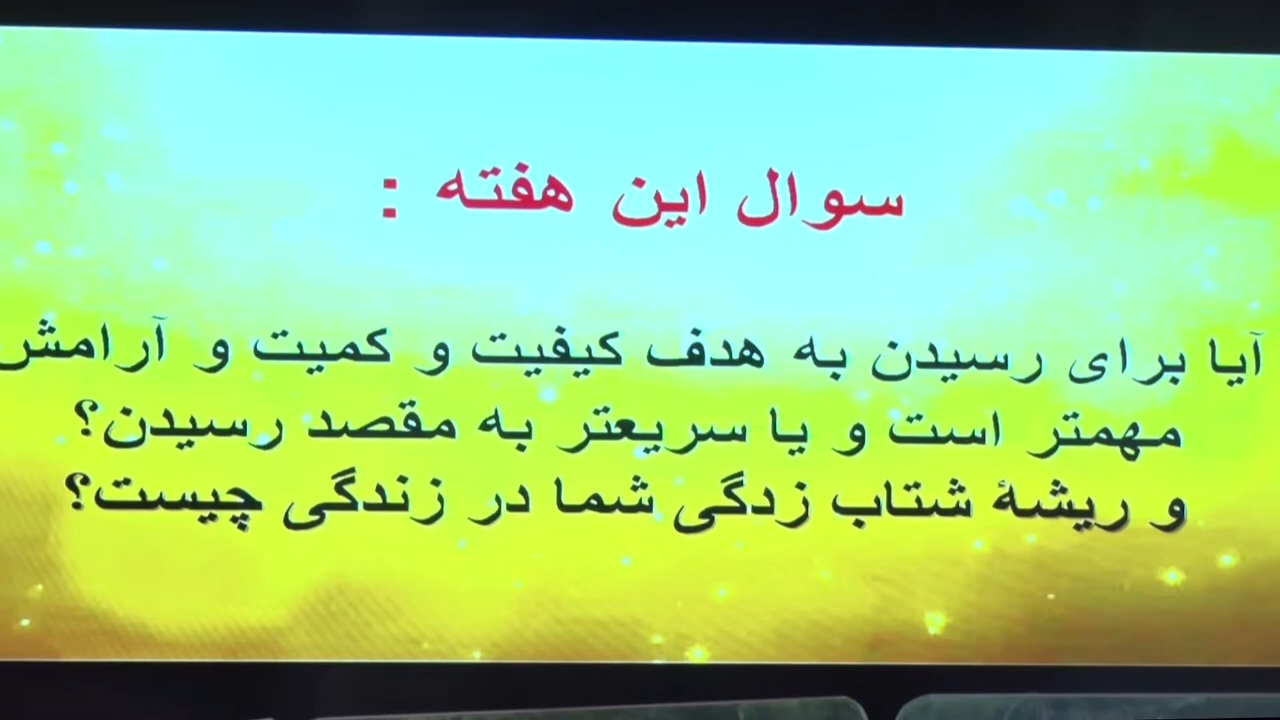 سوال این هفته :
آیا برای رسیدن به هدف کیفیت و کمیت و آرامش
مهمتر است و یا سریعتر به مقصد رسیدن؟
و ریشهٔ شتاب زدگی شما در زندگی چیست؟